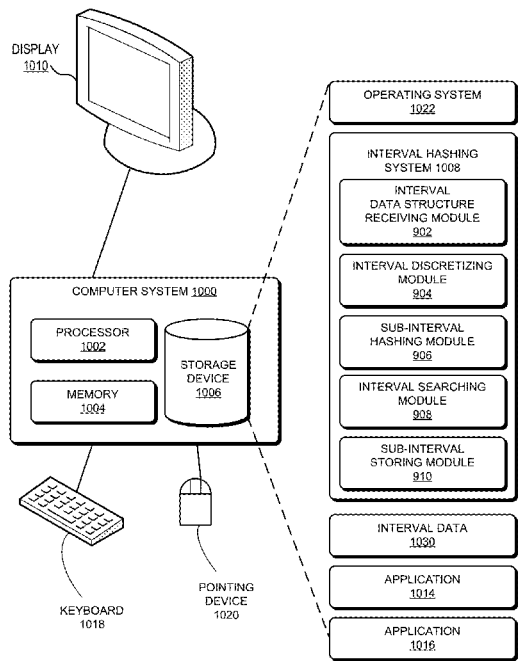 DISPLAY
1010
COMPUTER SYSTEM 1000
PROCESSOR
1002
MEMORY
1004
STORAGE
DEVICE
1006
KEYBOARD
1018
POINTING
DEVICE
1020
OPERATING SYSTEM
1022
INTERVAL HASHING
SYSTEM 1008
INTERVAL
DATA STRUCTURE
RECEIVING MODULE
902
INTERVAL DISCRETIZING
MODULE
904
SUB-INTERVAL
HASHING MODULE
906
INTERVAL SEARCHING
MODULE
908
SUB-INTERVAL
STORING MODULE
910
INTERVAL DATA
1030
APPLICATION
1014
APPLICATION
1016